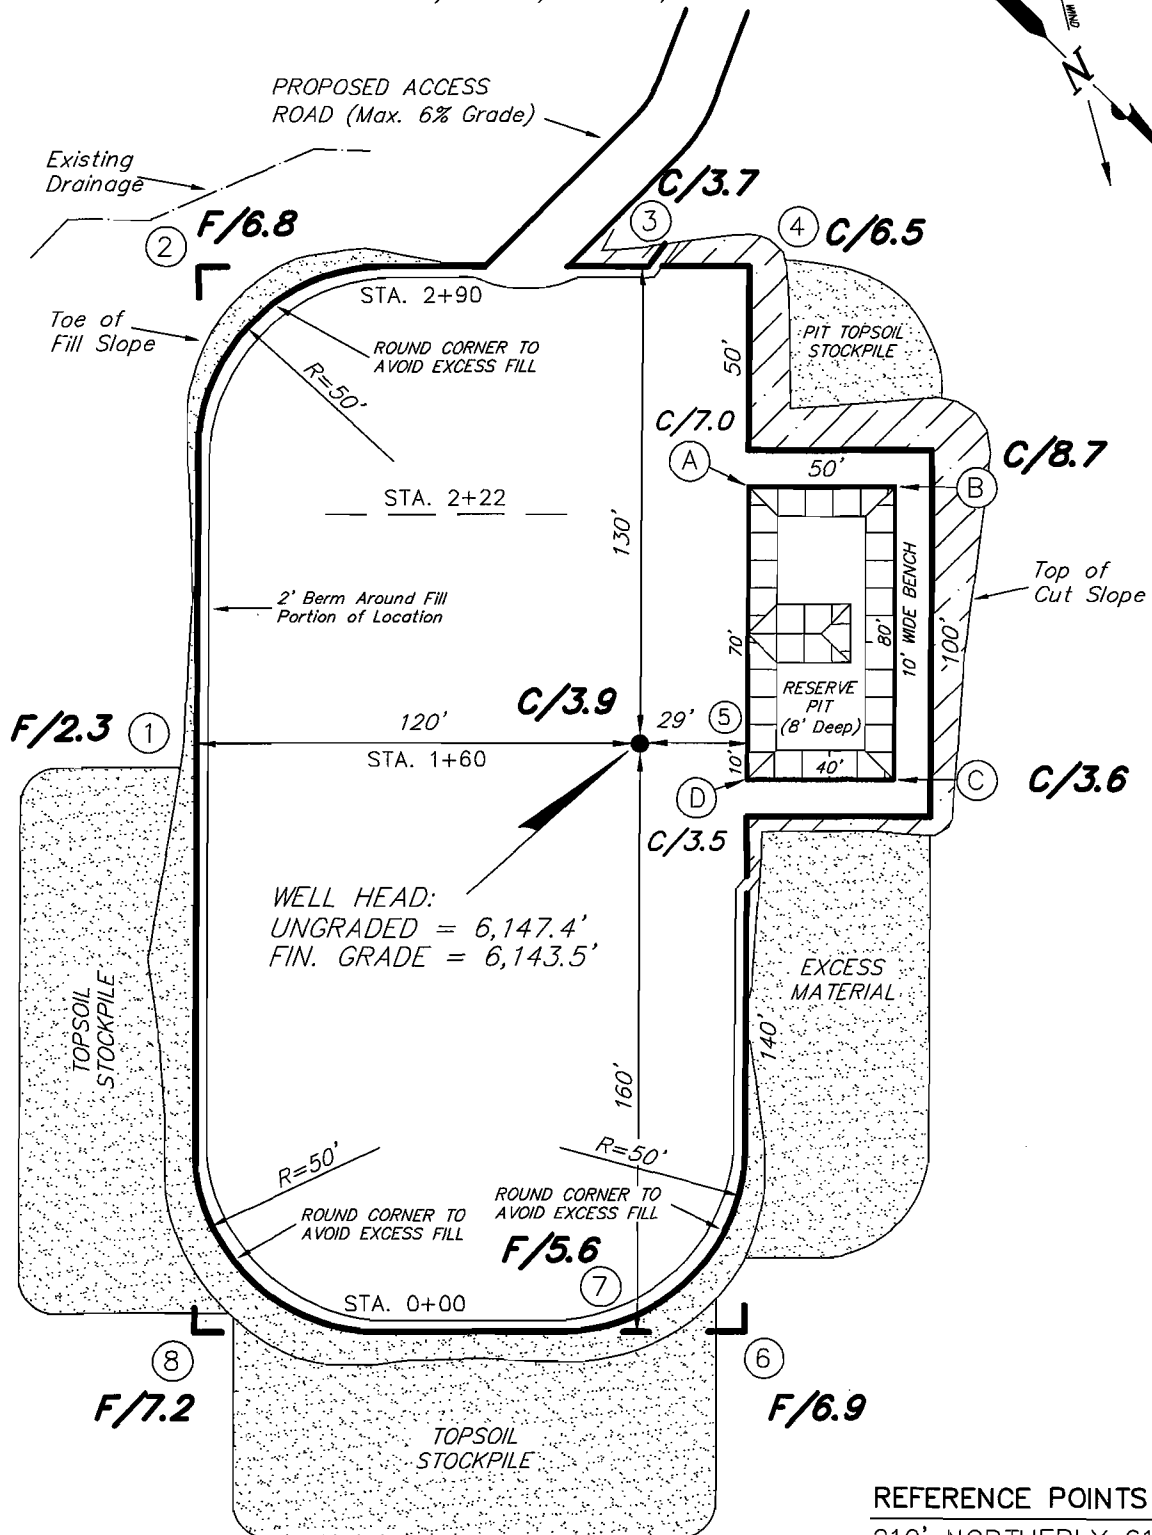 WIND
N
PROPOSED ACCESS
ROAD (Max. 6% Grade)
Existing
Drainage
C/3.7
3
4
C/6.5
2
F/6.8
STA. 2+90
Toe of
Fill Slope
ROUND CORNER TO
AVOID EXCESS FILL
R=50'
PIT TOPSOIL
STOCKPILE
50'
C/7.0
A
50'
C/8.7
B
STA. 2+22
130'
2' Berm Around Fill
Portion of Location
Top of
Cut Slope
10' WIDE BENCH
100'
70'
80'
RESERVE
PIT
(8' Deep)
C/3.9
F/2.3
1
120'
29'
5
STA. 1+60
10'
40'
D
C
C/3.6
C/3.5
WELL HEAD:
UNGRADED = 6,147.4'
FIN. GRADE = 6,143.5'
EXCESS
MATERIAL
TOPSOIL
STOCKPILE
140'
160'
R=50'
R=50'
ROUND CORNER TO
AVOID EXCESS FILL
ROUND CORNER TO
AVOID EXCESS FILL
F/5.6
7
STA. 0+00
8
6
F/7.2
F/6.9
TOPSOIL
STOCKPILE
REFERENCE POINTS